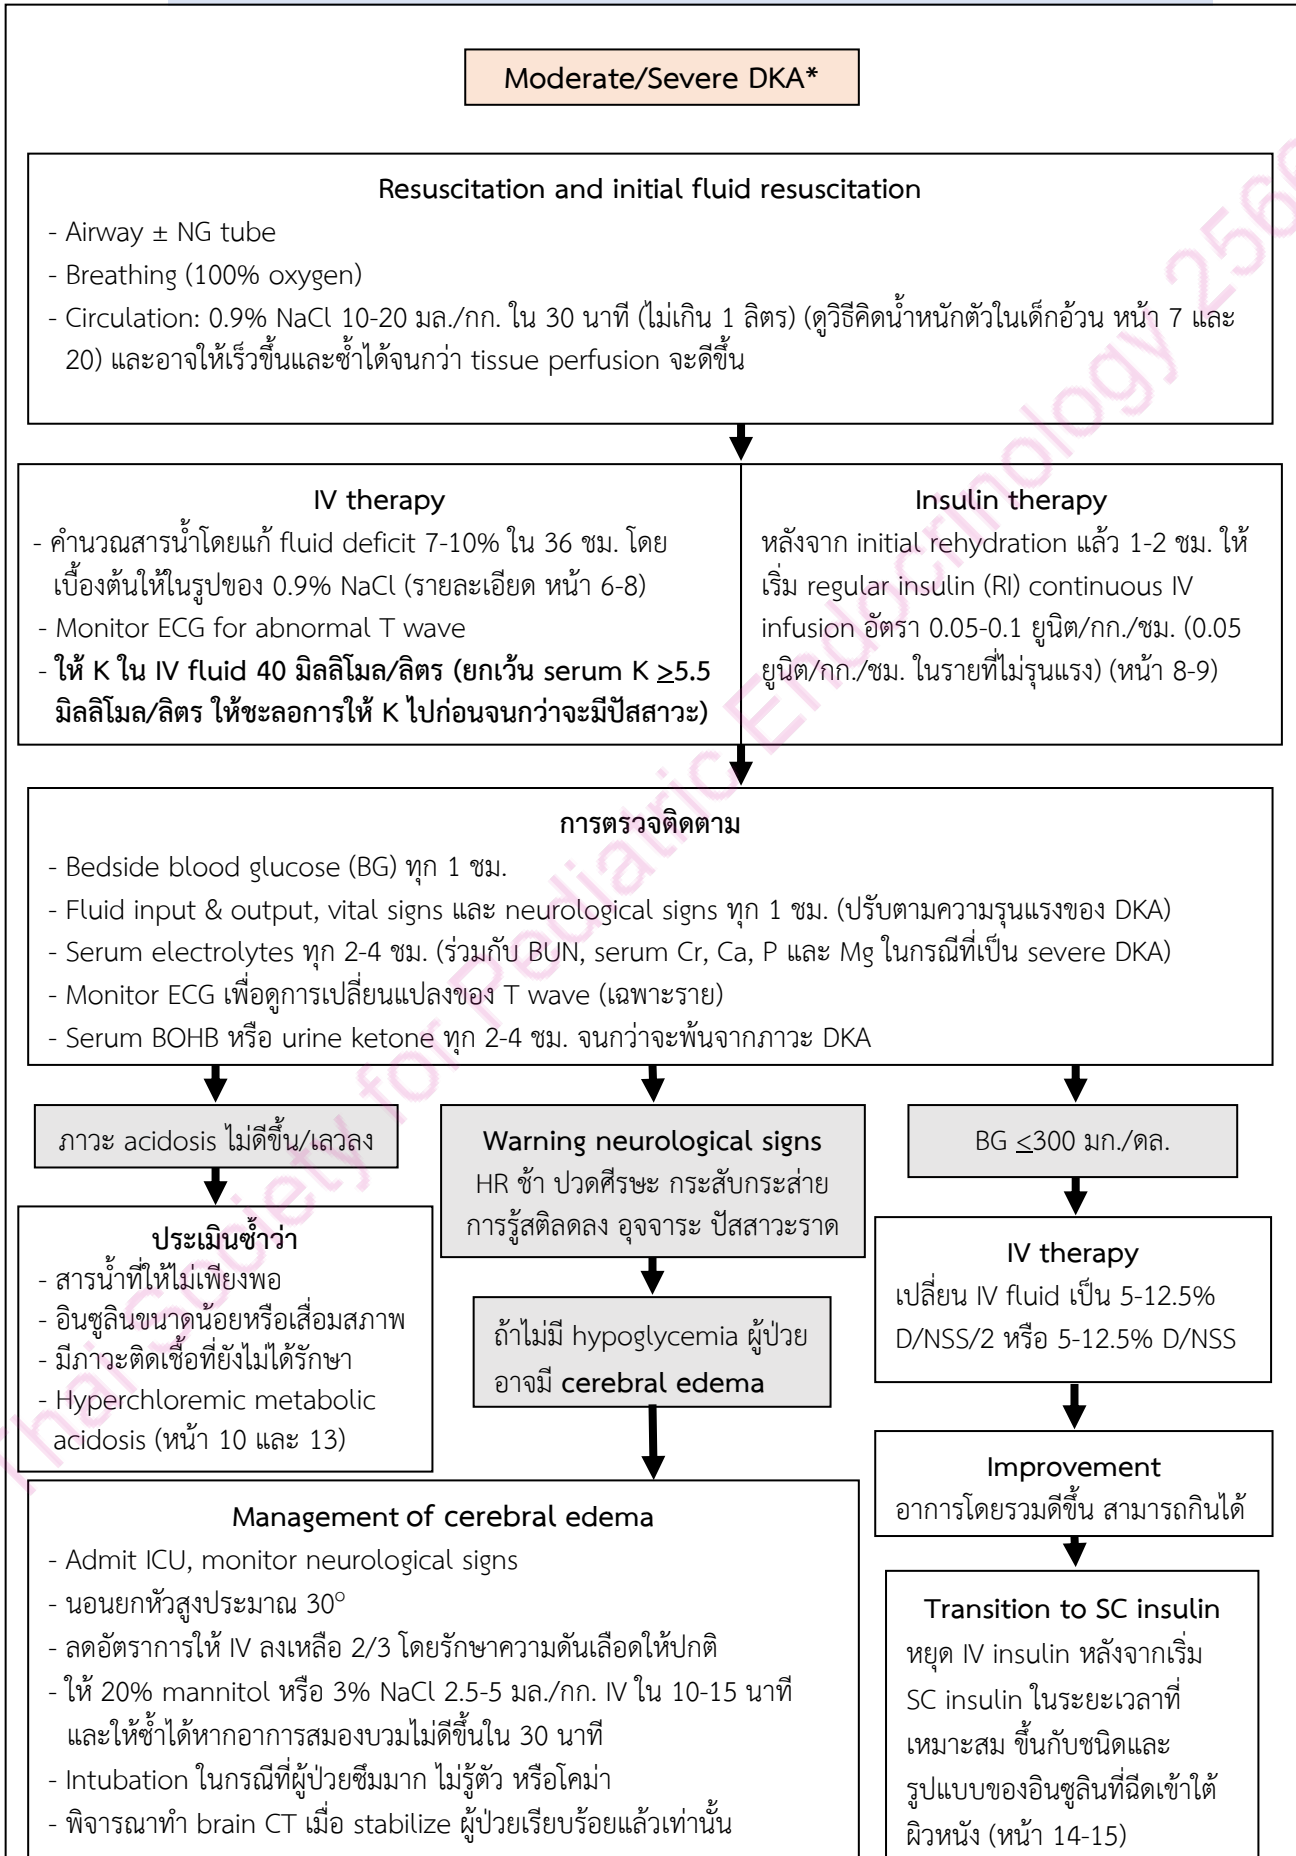 Moderate/Severe DKA*
Resuscitation and initial fluid resuscitation
- Airway ± NG tube
- Breathing (100% oxygen)
- Circulation: 0.9% NaCl 10-20 มล./กก. ใน 30 นาที (ไม่เกิน 1 ลิตร) (ดูวิธีคิดน้ำหนักตัวในเด็กอ้วน หน้า 7 และ
20) และอาจให้เร็วขึ้นและซ้ำได้จนกว่า tissue perfusion จะดีขึ้น
IV therapy
- คำนวณสารน้ำโดยแก้ fluid deficit 7-10% ใน 36 ชม. โดย
เบื้องต้นให้ในรูปของ 0.9% NaCl (รายละเอียด หน้า 6-8)
- Monitor ECG for abnormal T wave
- ให้ K ใน IV fluid 40 มิลลิโมล/ลิตร (ยกเว้น serum K ≥5.5
มิลลิโมล/ลิตร ให้ชะลอการให้ K ไปก่อนจนกว่าจะมีปัสสาวะ)
Insulin therapy
หลังจาก initial rehydration แล้ว 1-2 ชม. ให้
เริ่ม regular insulin (RI) continuous IV
infusion อัตรา 0.05-0.1 ยูนิต/กก./ชม. (0.05
ยูนิต/กก./ชม. ในรายที่ไม่รุนแรง) (หน้า 8-9)
การตรวจติดตาม
- Bedside blood glucose (BG) ทุก 1 ชม.
- Fluid input & output, vital signs และ neurological signs ทุก 1 ชม. (ปรับตามความรุนแรงของ DKA)
- Serum electrolytes ทุก 2-4 ชม. (ร่วมกับ BUN, serum Cr, Ca, P และ Mg ในกรณีที่เป็น severe DKA)
- Monitor ECG เพื่อดูการเปลี่ยนแปลงของ T wave (เฉพาะราย)
- Serum BOHB หรือ urine ketone ทุก 2-4 ชม. จนกว่าจะพ้นจากภาวะ DKA
ภาวะ acidosis ไม่ดีขึ้น/เลวลง
ประเมินซ้ำว่า
- สารน้ำที่ให้ไม่เพียงพอ
- อินซูลินขนาดน้อยหรือเสื่อมสภาพ
- มีภาวะติดเชื้อที่ยังไม่ได้รักษา
- Hyperchloremic metabolic
acidosis (หน้า 10 และ 13)
Warning neurological signs
HR ช้า ปวดศีรษะ กระสับกระส่าย
การรู้สติลดลง อุจจาระ ปัสสาวะราด
ถ้าไม่มี hypoglycemia ผู้ป่วย
อาจมี cerebral edema
Management of cerebral edema
- Admit ICU, monitor neurological signs
- นอนยกหัวสูงประมาณ 30°
- ลดอัตราการให้ IV ลงเหลือ 2/3 โดยรักษาความดันเลือดให้ปกติ
- ให้ 20% mannitol หรือ 3% NaCl 2.5-5 มล./กก. IV ใน 10-15 นาที
และให้ซ้ำได้หากอาการสมองบวมไม่ดีขึ้นใน 30 นาที
- Intubation ในกรณีที่ผู้ป่วยซึมมาก ไม่รู้ตัว หรือโคม่า
- พิจารณาทำ brain CT เมื่อ stabilize ผู้ป่วยเรียบร้อยแล้วเท่านั้น
BG ≤300 มก./ดล.
IV therapy
เปลี่ยน IV fluid เป็น 5-12.5%
D/NSS/2 หรือ 5-12.5% D/NSS
Improvement
อาการโดยรวมดีขึ้น สามารถกินได้
Transition to SC insulin
หยุด IV insulin หลังจากเริ่ม
SC insulin ในระยะเวลาที่
เหมาะสม ขึ้นกับชนิดและ
รูปแบบของอินซูลินที่ฉีดเข้าใต้
ผิวหนัง (หน้า 14-15)
Thai Society for Pediatric Endocrinology 2566